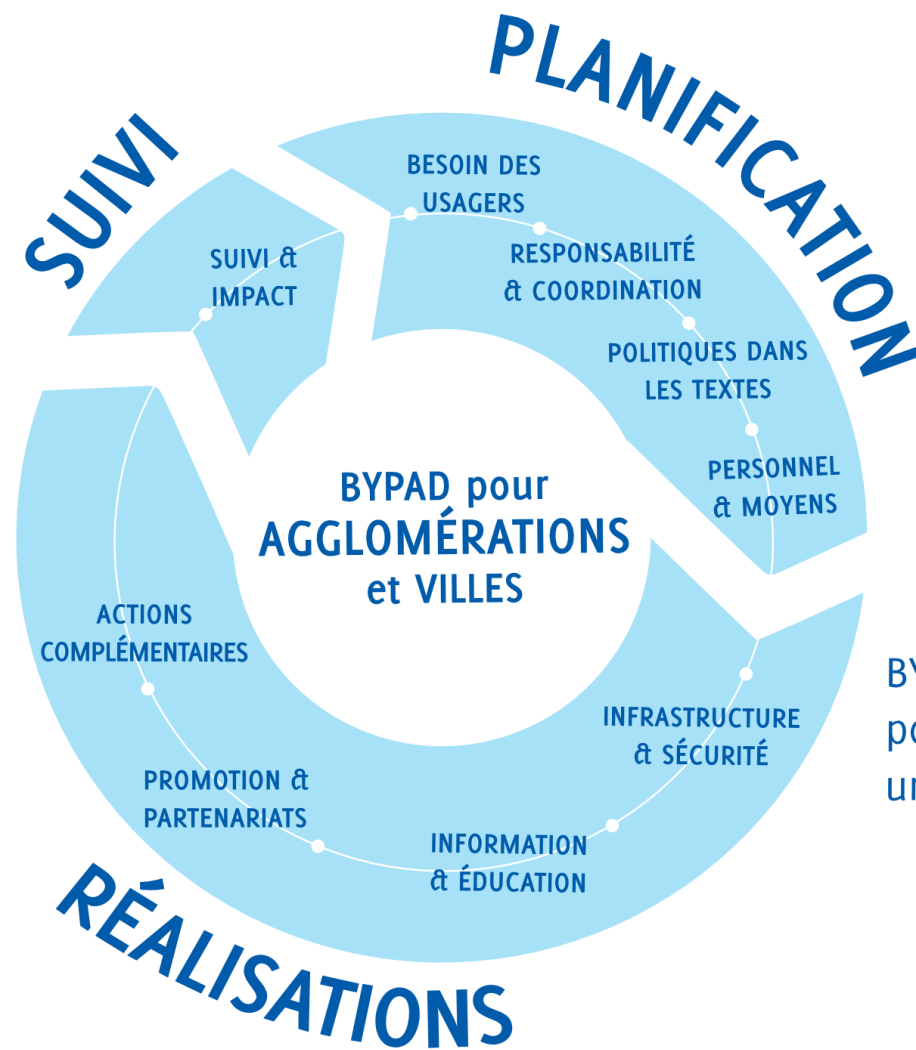 PLANIFICATION
SUIVI
BESOIN DES
USAGERS
RESPONSABILITÉ
& COORDINATION
POLITIQUES DANS
LES TEXTES
PERSONNEL
& MOYENS
SUIVI &
IMPACT
BYPAD pour
AGGLOMÉRATIONS
et VILLES
ACTIONS
COMPLÉMENTAIRES
INFRASTRUCTURE
& SÉCURITÉ
PROMOTION &
PARTENARIATS
INFORMATION
& ÉDUCATION
RÉALISATIONS